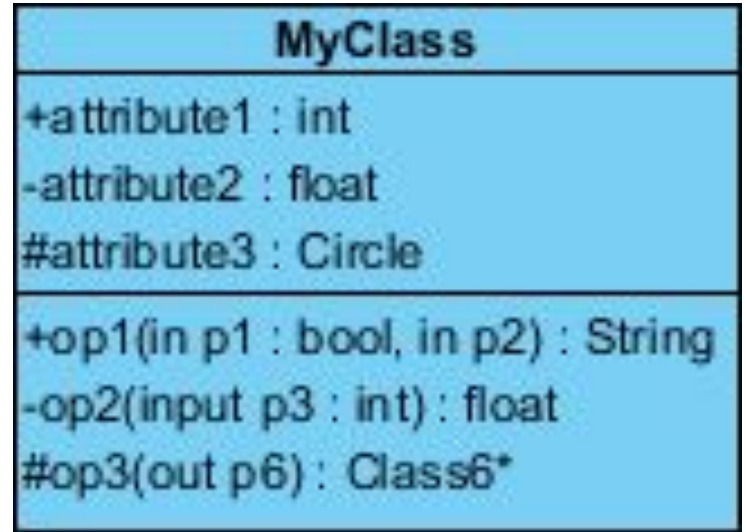 MyClass
+attribute1 : int
-attribute2 : float
#attribute3 : Circle
+op1(in p1 : bool, in p2) : String
-op2(input p3 : int) : float
#op3(out p6) : Class6*